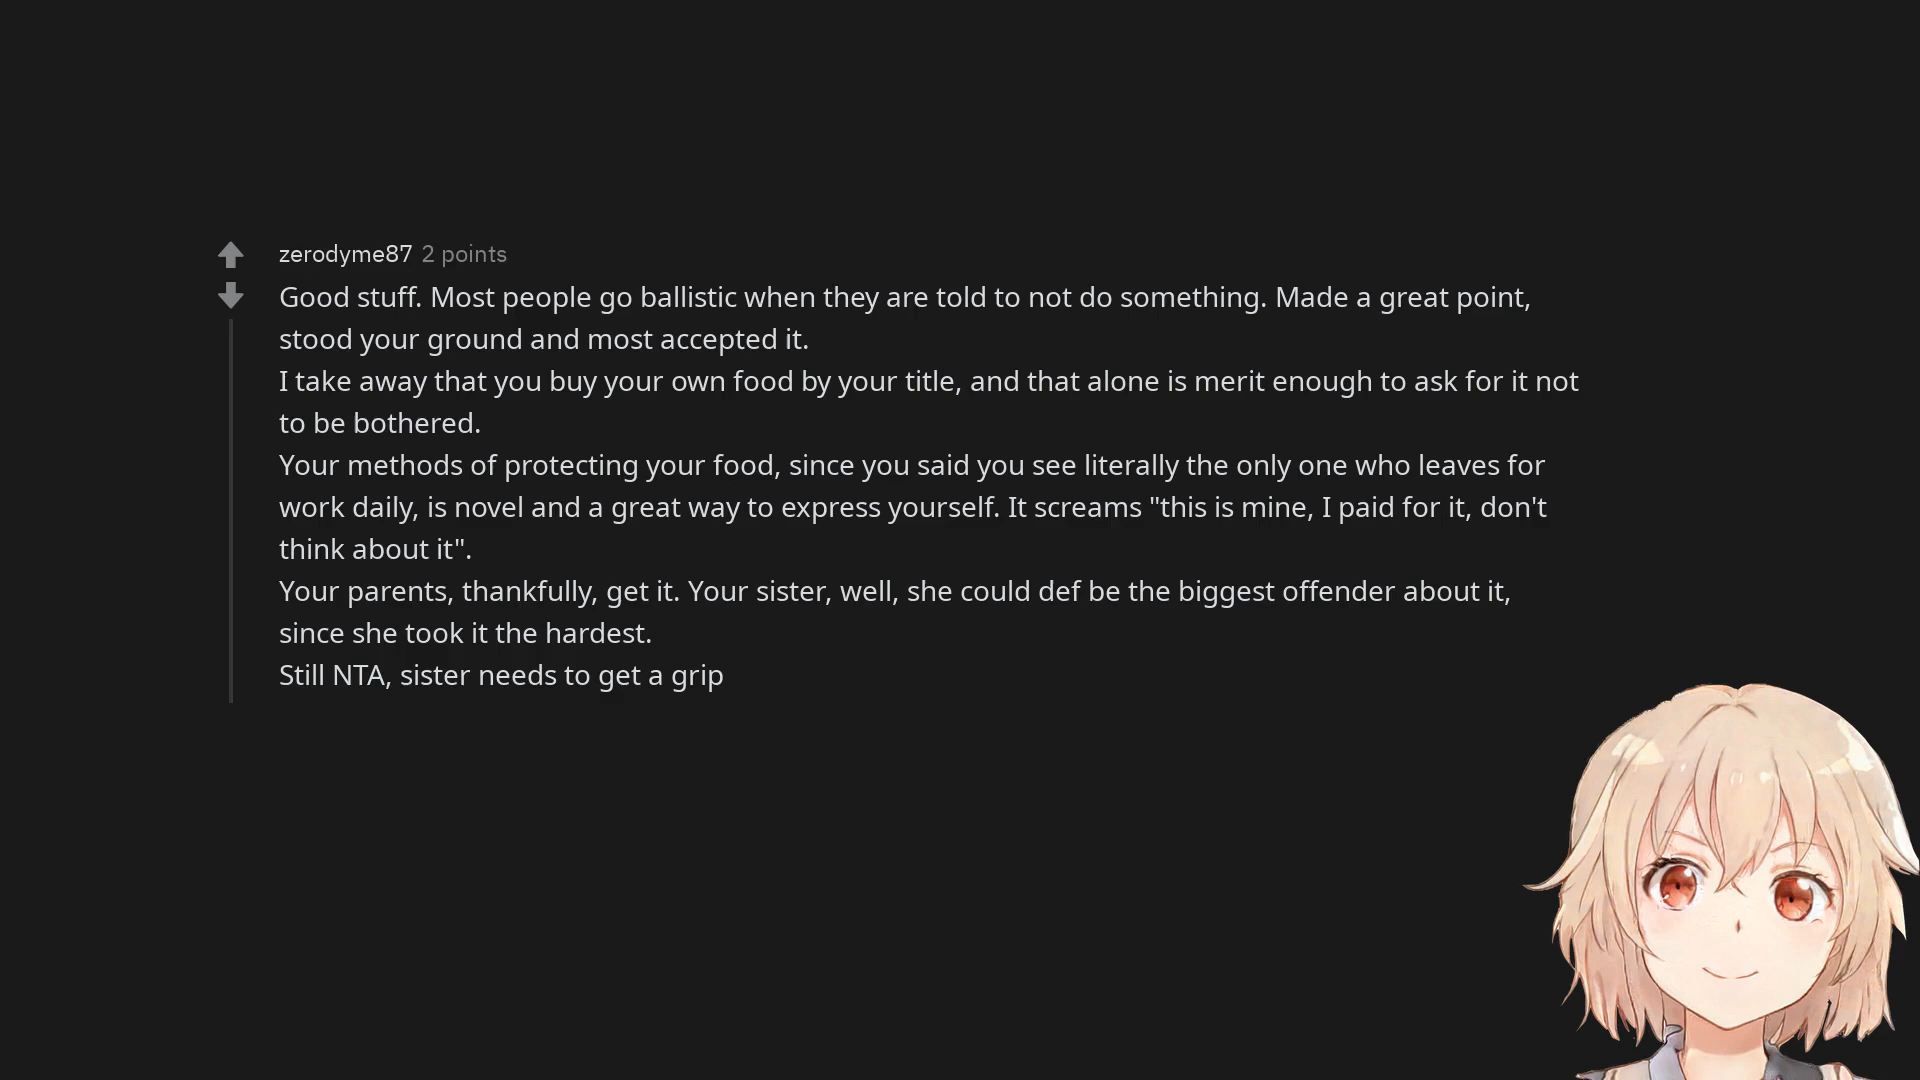 zerodyme87 2 points
Good stuff. Most people go ballistic when they are told to not do something. Made a great point,
stood your ground and most accepted it.
I take away that you buy your own food by your title, and that alone is merit enough to ask for it not
to be bothered.
Your methods of protecting your food, since you said you see literally the only one who leaves for
work daily, is novel and a great way to express yourself. It screams "this is mine, I paid for it, don't
think about it".
Your parents, thankfully, get it. Your sister, well, she could def be the biggest offender about it,
since she took it the hardest.
Still NTA, sister needs to get a grip